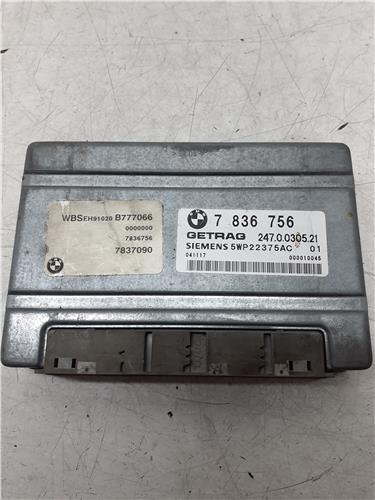 WBSEH91020 B777066
0000000
7836756
7837090
7 836 756
GETRAG 247.0.0305.21
SIEMENS 5WP22375AC 01
041117 000010045